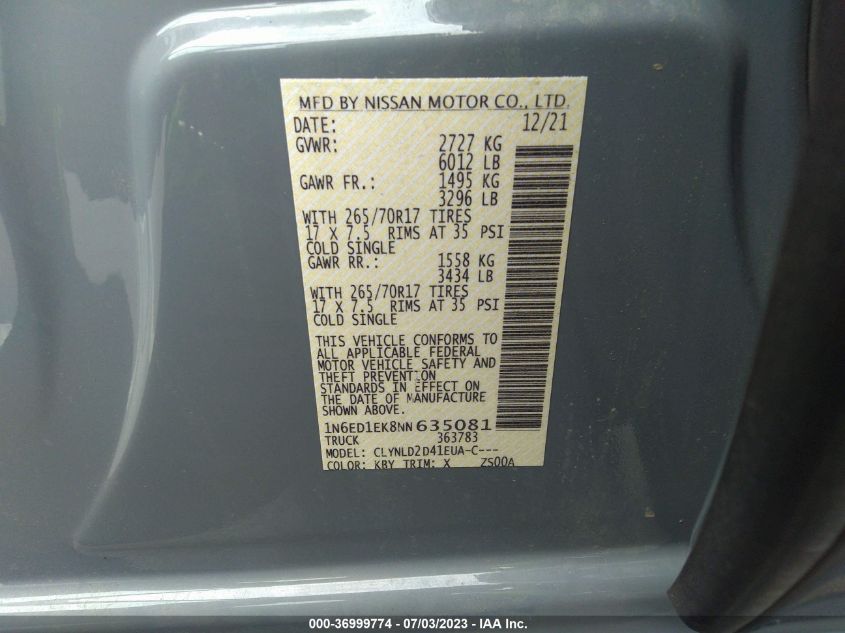 MFD BY NISSAN MOTOR CO., LTD.
DATE: 12/21
GVWR: 2727 KG
6012 LB
GAWR FR.: 1495 KG
3296 LB
WITH 265/70R17 TIRES
17 X 7.5 RIMS AT 35 PSI
COLD SINGLE
GAWR RR.: 1558 KG
3434 LB
WITH 265/70R17 TIRES
17 X 7.5 RIMS AT 35 PSI
COLD SINGLE
THIS VEHICLE CONFORMS TO
ALL APPLICABLE FEDERAL
MOTOR VEHICLE SAFETY AND
THEFT PREVENTION
STANDARDS IN EFFECT ON
THE DATE OF MANUFACTURE
SHOWN ABOVE.
1N6ED1EK8NN635081
TRUCK 363783
MODEL: CLYNLD2D41EUA-C---
COLOR: KBY TRIM: X ZS00A
000-36999774 - 07/03/2023 - IAA Inc.